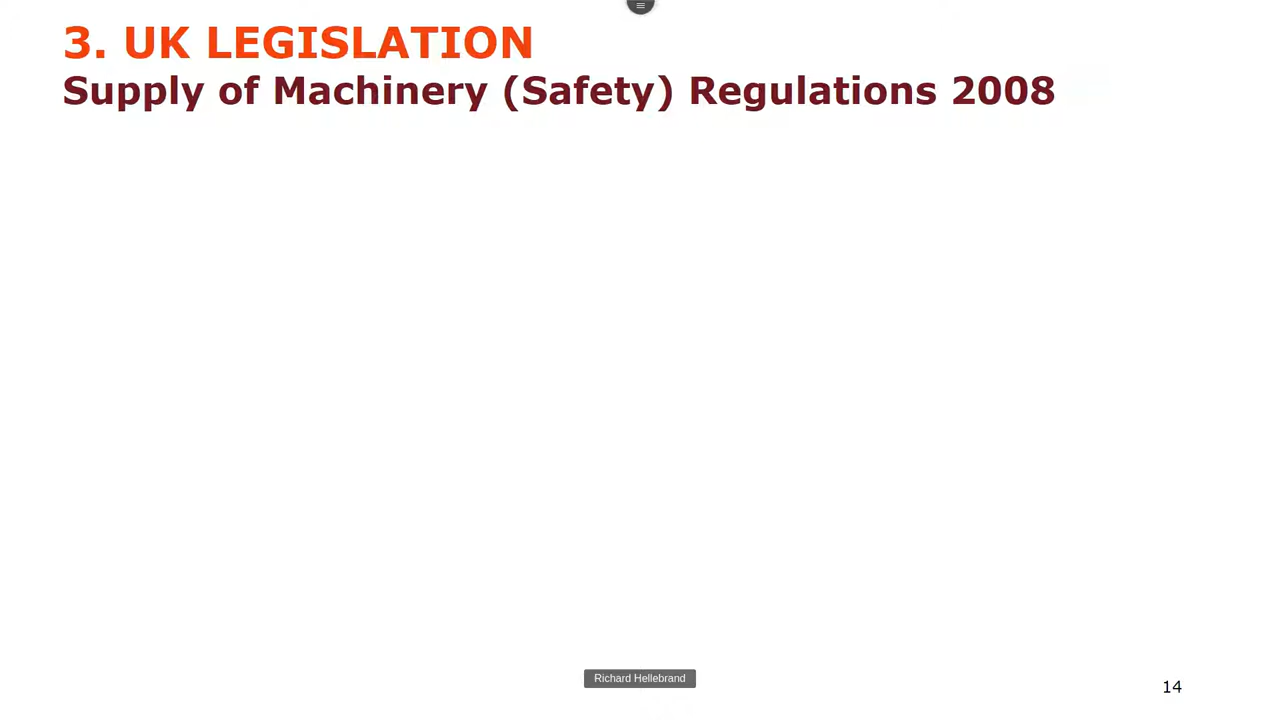 3. UK LEGISLATION
Supply of Machinery (Safety) Regulations 2008
Richard Hellebrand
14